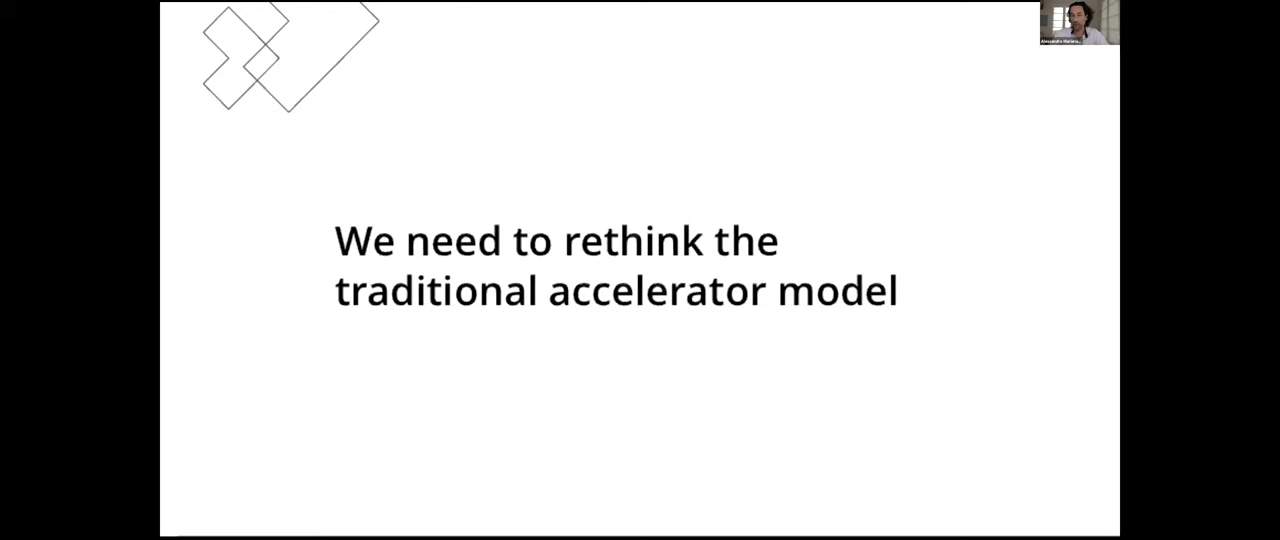 We need to rethink the
traditional accelerator model